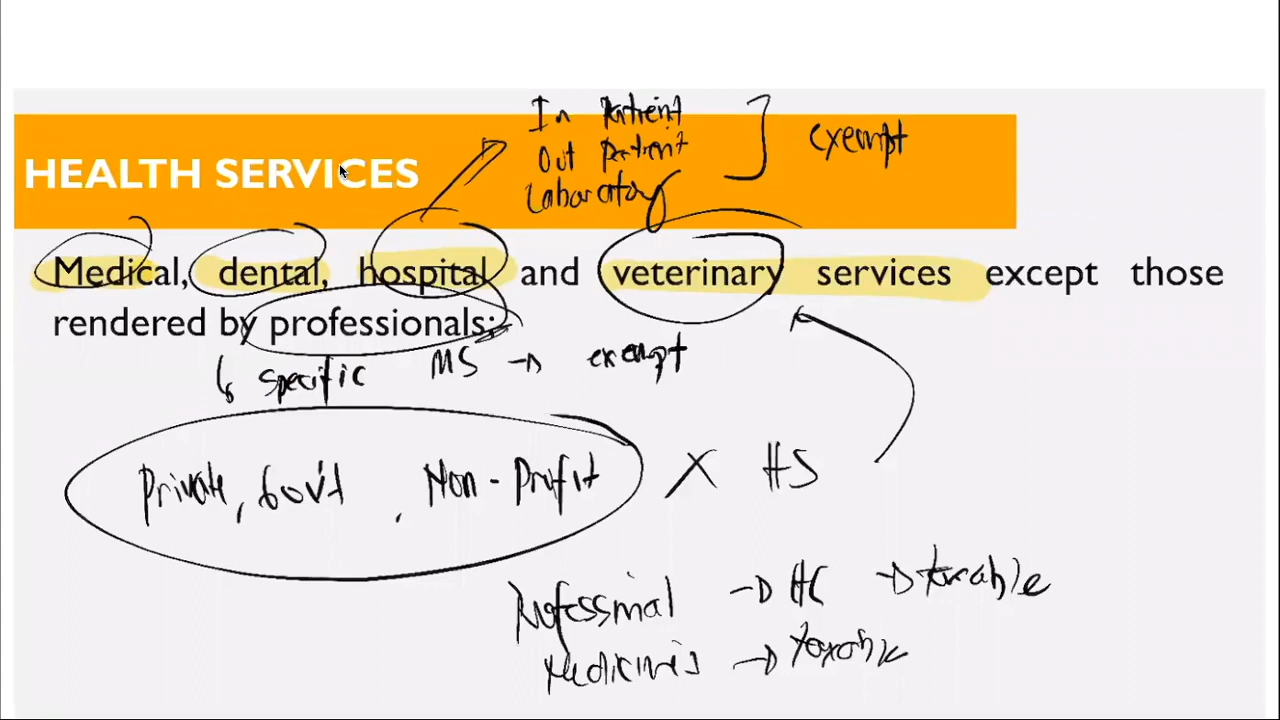 In Patient
Out Patient
Laboratory
exempt
HEALTH SERVICES
Medical, dental, hospital and veterinary services except those
rendered by professionals;
specific MS → exempt
Private, Gov't, Non-Profit X HS
Professional → → taxable
Medicines → taxable